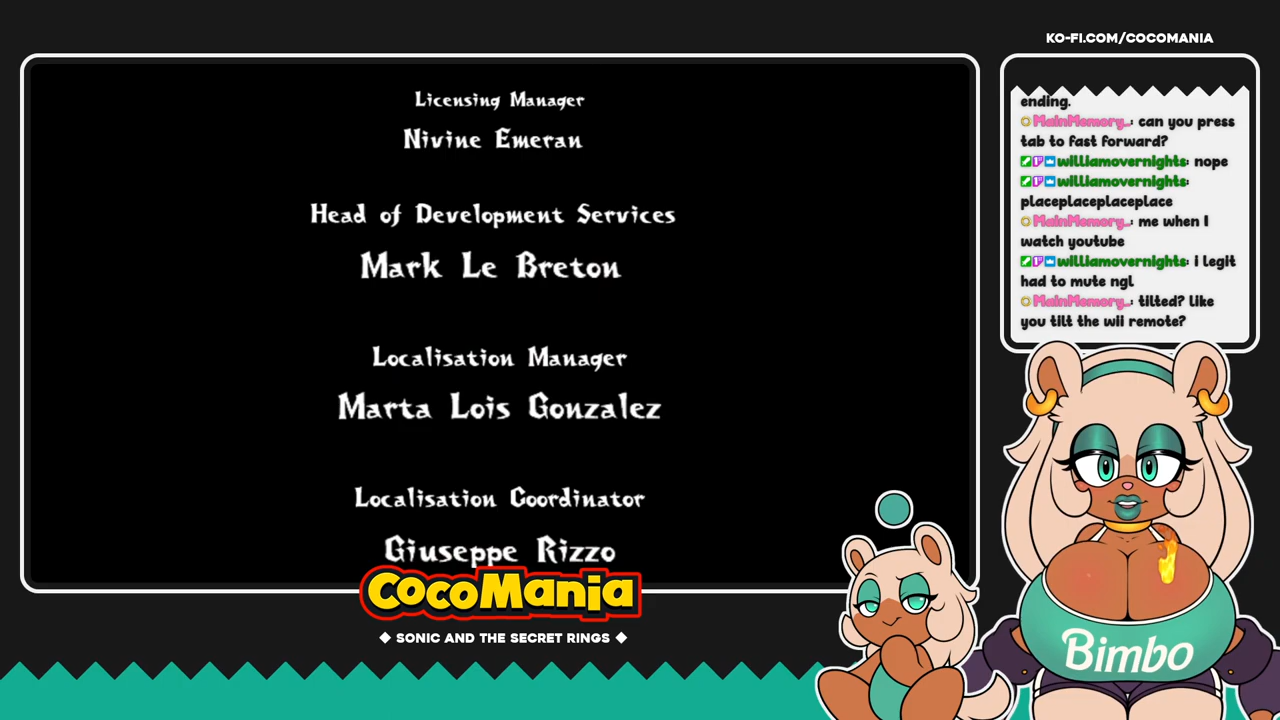 KO-FI.COM/COCOMANIA
Licensing Manager
Nivine Emeran
Head of Development Services
Mark Le Breton
Localisation Manager
Marta Lois Gonzalez
Localisation Coordinator
Giuseppe Rizzo
CocoMania
◆ SONIC AND THE SECRET RINGS ◆
ending.
MainMemory_: can you press
tab to fast forward?
williamovernights: nope
williamovernights:
placeplaceplaceplace
MainMemory_: me when I
watch youtube
williamovernights: i legit
had to mute ngl
MainMemory_: tilted? like
you tilt the wii remote?
Bimbo